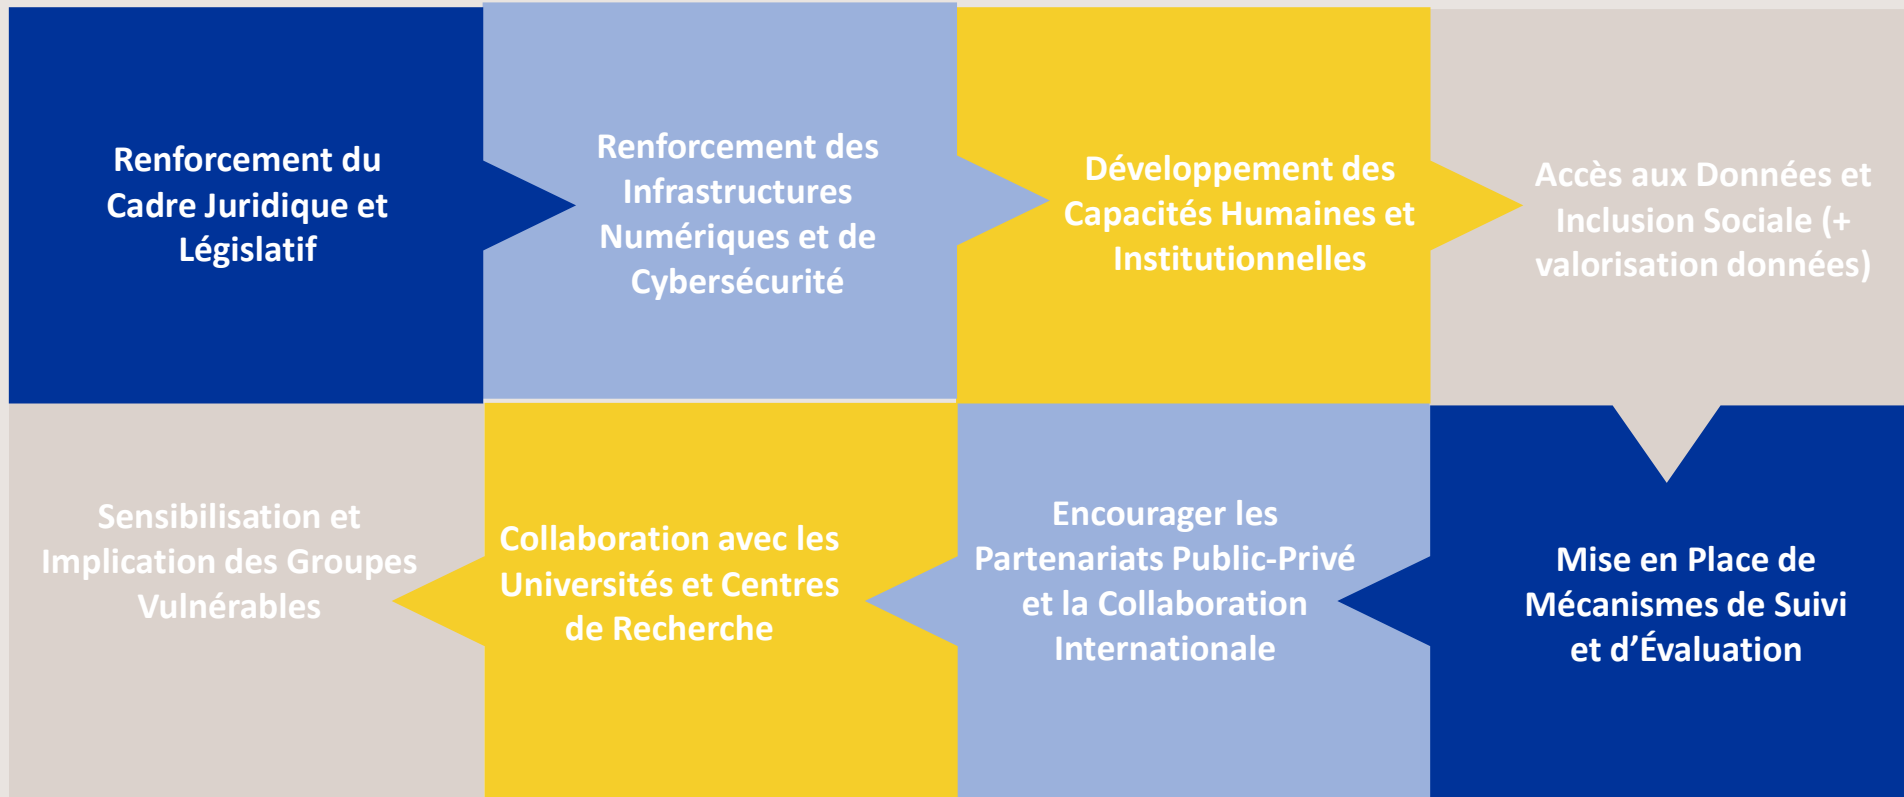 Renforcement du
Cadre Juridique et
Législatif
Renforcement des
Infrastructures
Numériques et de
Cybersécurité
Développement des
Capacités Humaines et
Institutionnelles
Accès aux Données et
Inclusion Sociale (+
valorisation données)
Mise en Place de
Mécanismes de Suivi
et d’Évaluation
Encourager les
Partenariats Public-Privé
et la Collaboration
Internationale
Collaboration avec les
Universités et Centres
de Recherche
Sensibilisation et
Implication des Groupes
Vulnérables